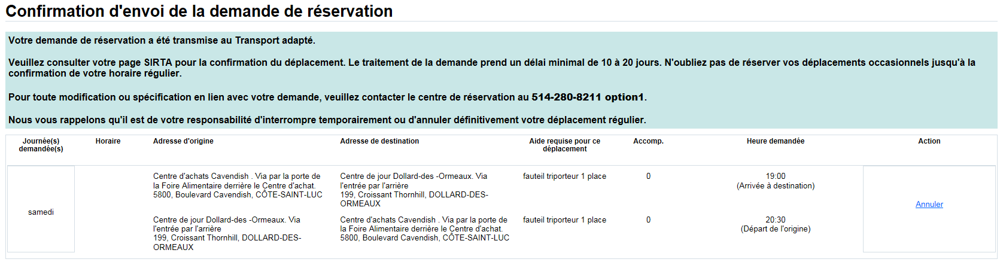 Confirmation d'envoi de la demande de réservation
Votre demande de réservation a été transmise au Transport adapté.
Veuillez consulter votre page SIRTA pour la confirmation du déplacement. Le traitement de la demande prend un délai minimal de 10 à 20 jours. N'oubliez pas de réserver vos déplacements occasionnels jusqu'à la
confirmation de votre horaire régulier.
Pour toute modification ou spécification en lien avec votre demande, veuillez contacter le centre de réservation au 514-280-8211 option1.
Nous vous rappelons qu'il est de votre responsabilité d'interrompre temporairement ou d'annuler définitivement votre déplacement régulier.
Journée(s)
demandée(s)
Horaire
Adresse d'origine
Adresse de destination
Aide requise pour ce
déplacement
Accomp.
Heure demandée
Action
samedi
Centre d'achats Cavendish . Via par la porte de
la Foire Alimentaire derrière le Centre d'achat.
5800, Boulevard Cavendish, CÔTE-SAINT-LUC
Centre de jour Dollard-des -Ormeaux. Via
l'entrée par l'arrière
199, Croissant Thornhill, DOLLARD-DES-
ORMEAUX
fauteil triporteur 1 place
0
19:00
(Arrivée à destination)
Centre de jour Dollard-des -Ormeaux. Via
l'entrée par l'arrière
199, Croissant Thornhill, DOLLARD-DES-
ORMEAUX
Centre d'achats Cavendish . Via par la porte de
la Foire Alimentaire derrière le Centre d'achat.
5800, Boulevard Cavendish, CÔTE-SAINT-LUC
fauteil triporteur 1 place
0
20:30
(Départ de l'origine)
Annuler